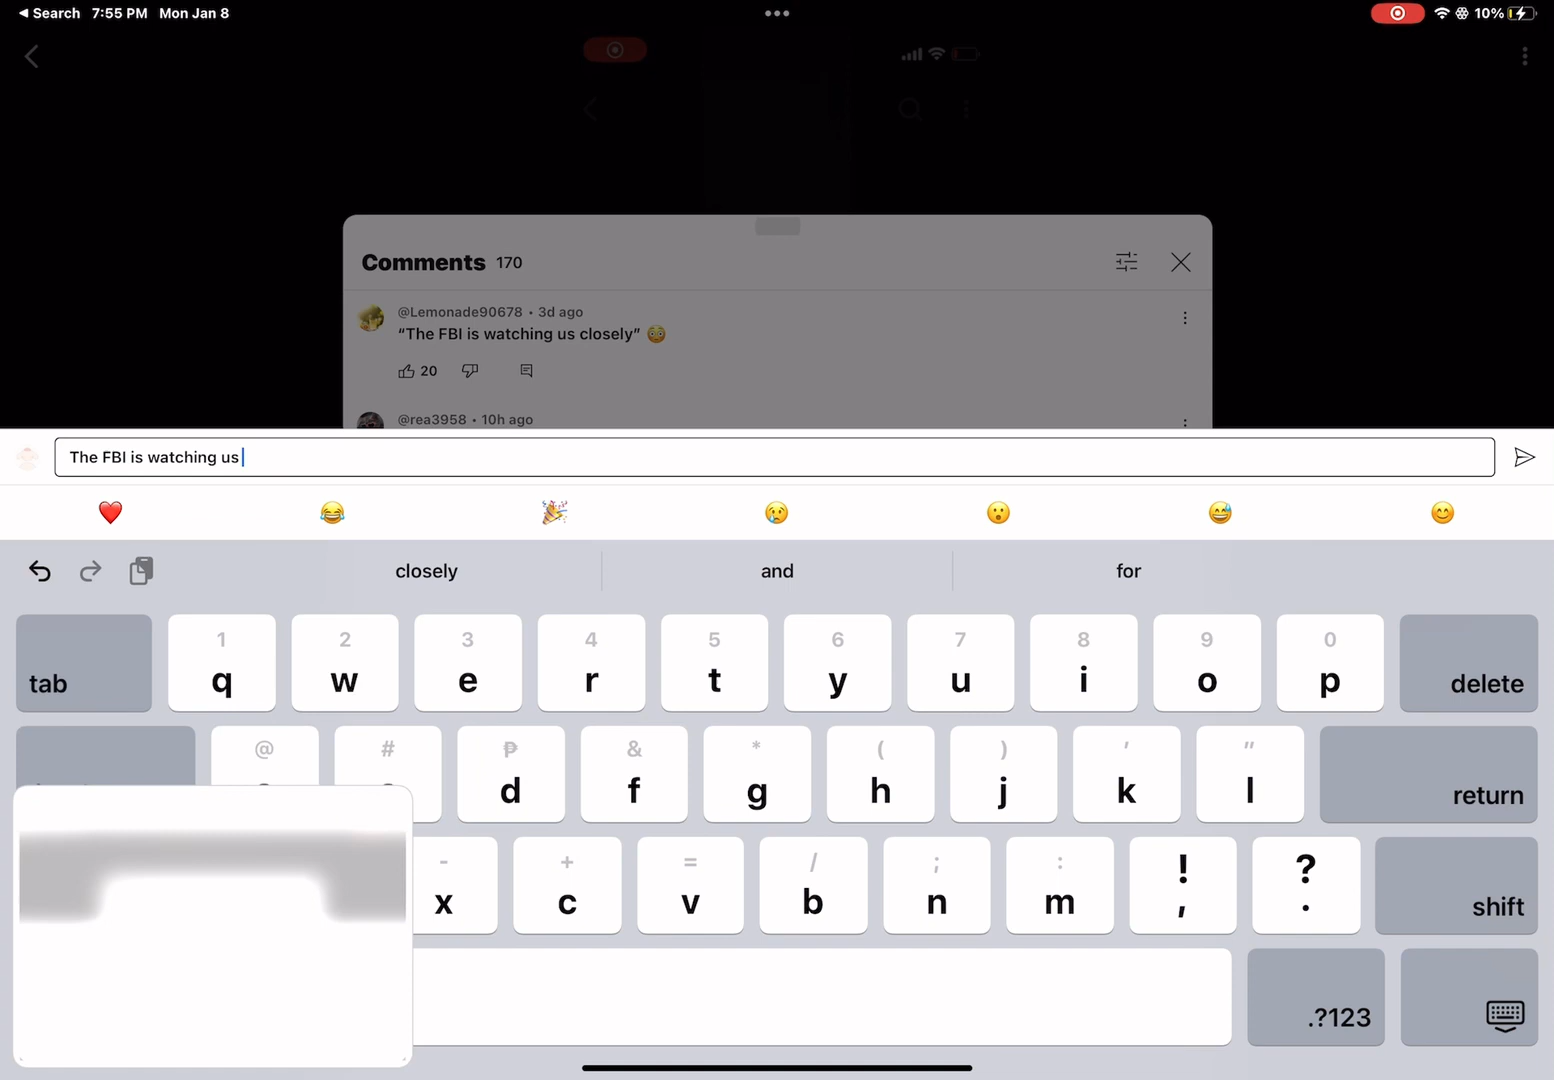 ◀ Search 7:55 PM Mon Jan 8
10%
Comments 170
@Lemonade90678 • 3d ago
“The FBI is watching us closely” 😳
20
@rea3958 • 10h ago
The FBI is watching us
❤️ 😂 🎉 😢 😮 😅 😊
closely and for
1 2 3 4 5 6 7 8 9 0
tab q w e r t y u i o p delete
@ # ₱ & * ( ) ' "
d f g h j k l return
- + = / ; : ! ?
x c v b n m , . shift
.?123